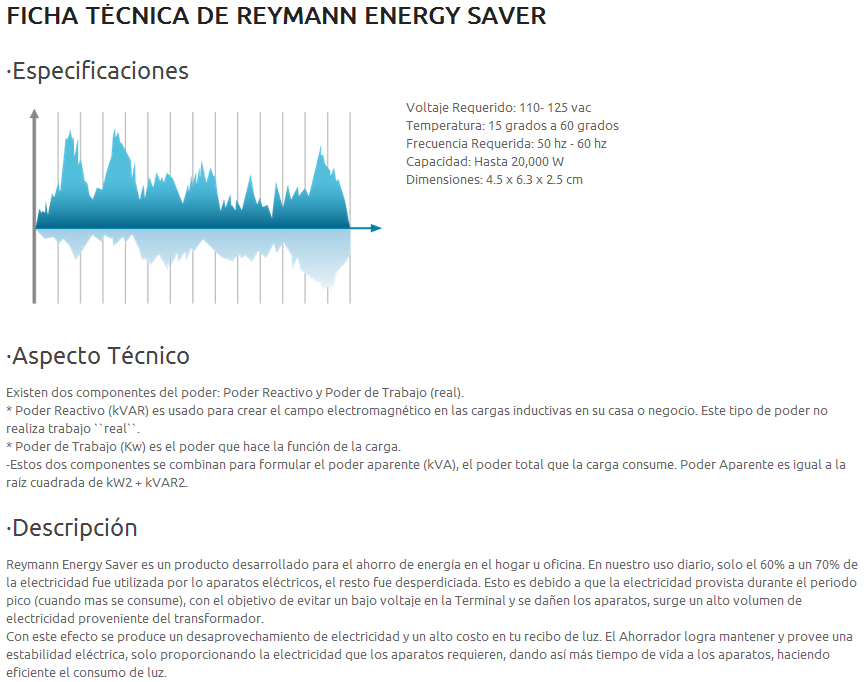 FICHA TÉCNICA DE REYMANN ENERGY SAVER
·Especificaciones
Voltaje Requerido: 110- 125 vac
Temperatura: 15 grados a 60 grados
Frecuencia Requerida: 50 hz - 60 hz
Capacidad: Hasta 20,000 W
Dimensiones: 4.5 x 6.3 x 2.5 cm
·Aspecto Técnico
Existen dos componentes del poder: Poder Reactivo y Poder de Trabajo (real).
* Poder Reactivo (kVAR) es usado para crear el campo electromagnético en las cargas inductivas en su casa o negocio. Este tipo de poder no
realiza trabajo ``real``.
* Poder de Trabajo (Kw) es el poder que hace la función de la carga.
-Estos dos componentes se combinan para formular el poder aparente (kVA), el poder total que la carga consume. Poder Aparente es igual a la
raíz cuadrada de kW2 + kVAR2.
·Descripción
Reymann Energy Saver es un producto desarrollado para el ahorro de energía en el hogar u oficina. En nuestro uso diario, solo el 60% a un 70% de
la electricidad fue utilizada por lo aparatos eléctricos, el resto fue desperdiciada. Esto es debido a que la electricidad provista durante el periodo
pico (cuando mas se consume), con el objetivo de evitar un bajo voltaje en la Terminal y se dañen los aparatos, surge un alto volumen de
electricidad proveniente del transformador.
Con este efecto se produce un desaprovechamiento de electricidad y un alto costo en tu recibo de luz. El Ahorrador logra mantener y provee una
estabilidad eléctrica, solo proporcionando la electricidad que los aparatos requieren, dando así más tiempo de vida a los aparatos, haciendo
eficiente el consumo de luz.